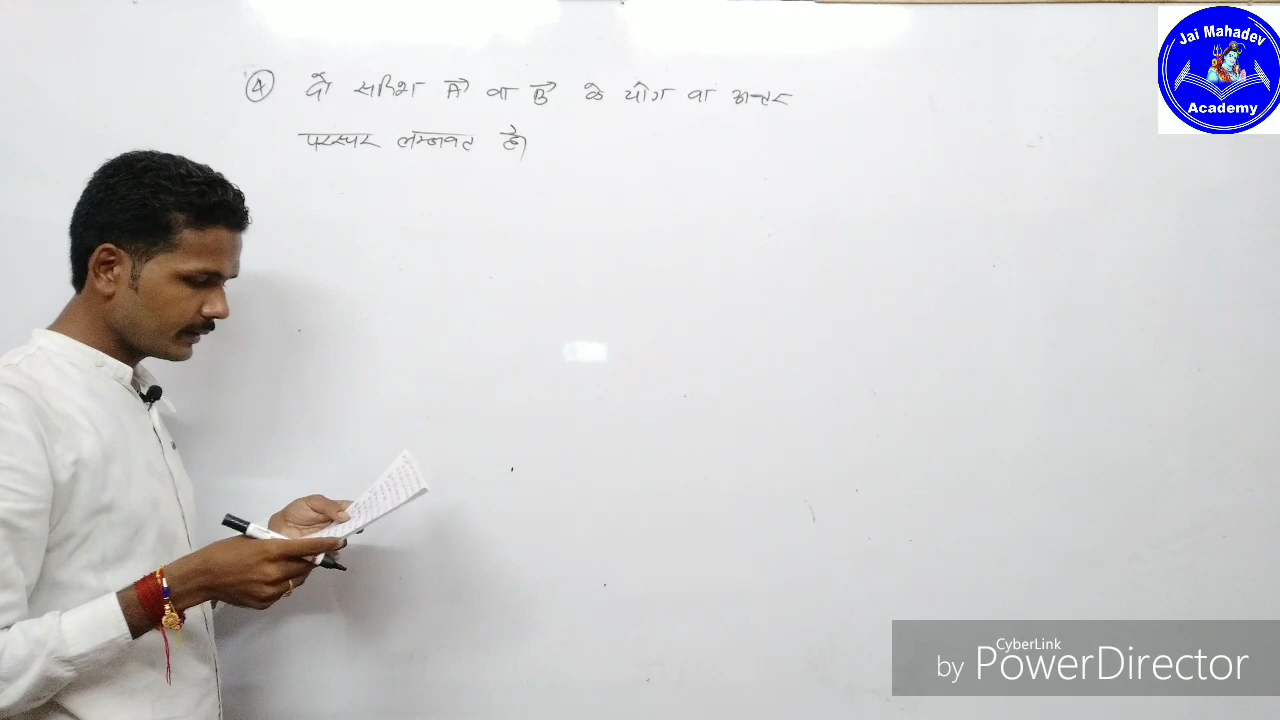 ④ दो सदिश A⃗ वा B⃗ के योग वा अन्तर
परस्पर लम्बवत है।
Jai Mahadev
Academy
CyberLink
by PowerDirector